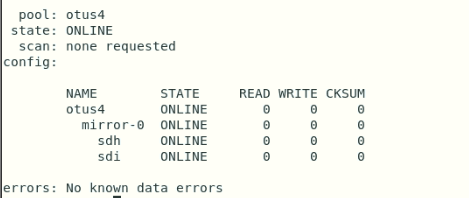 pool: otus4
state: ONLINE
scan: none requested
config:
NAME STATE READ WRITE CKSUM
otus4 ONLINE 0 0 0
mirror-0 ONLINE 0 0 0
sdh ONLINE 0 0 0
sdi ONLINE 0 0 0
errors: No known data errors